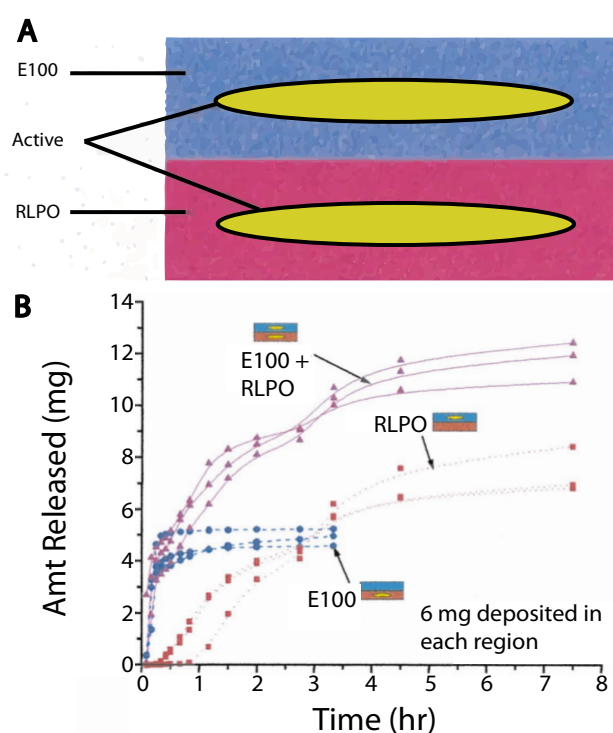 A
E100
Active
RLPO
B
14
12
10
8
6
4
2
0
Amt Released (mg)
E100 +
RLPO
RLPO
E100
6 mg deposited in
each region
0
1
2
3
4
5
6
7
8
Time (hr)